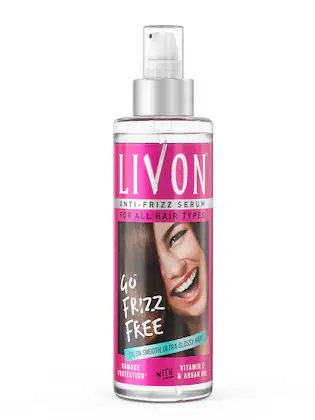 LIVON
ANTI-FRIZZ SERUM
FOR ALL HAIR TYPES
GO
FRIZZ
FREE
SALON SMOOTH ULTRA GLOSSY HAIR
DAMAGE
PROTECTION*
WITH
VITAMIN E
& ARGAN OIL